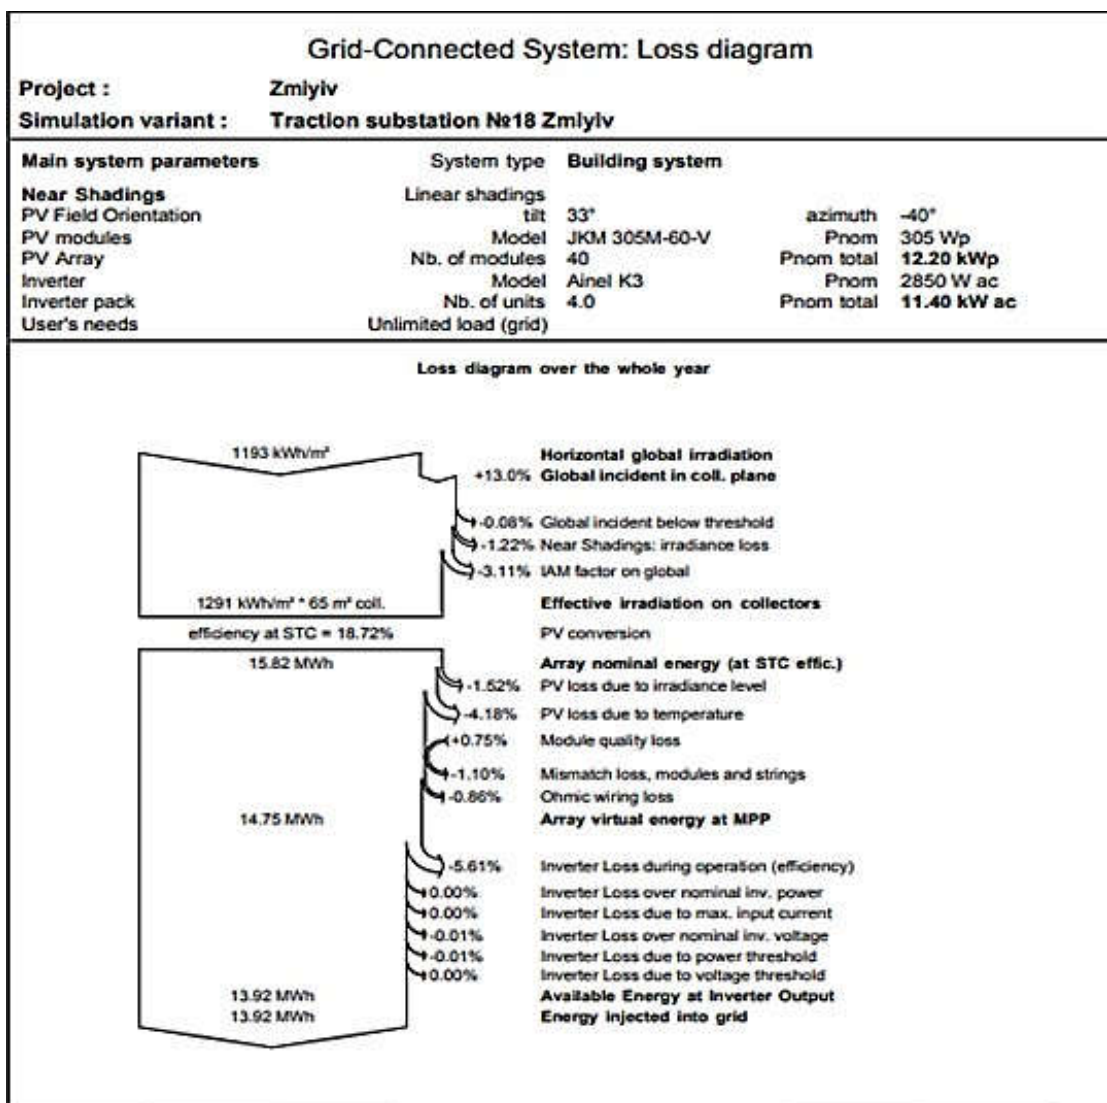 Grid-Connected System: Loss diagram
Project : Zmiyiv
Simulation variant : Traction substation №18 Zmiyiv
Main system parameters System type Building system
Near Shadings Linear shadings
PV Field Orientation tilt 33° azimuth -40°
PV modules Model JKM 305M-60-V Pnom 305 Wp
PV Array Nb. of modules 40 Pnom total 12.20 kWp
Inverter Model Ainel K3 Pnom 2850 W ac
Inverter pack Nb. of units 4.0 Pnom total 11.40 kW ac
User's needs Unlimited load (grid)
Loss diagram over the whole year
1193 kWh/m² Horizontal global irradiation
+13.0% Global incident in coll. plane
-0.08% Global incident below threshold
-1.22% Near Shadings: irradiance loss
-3.11% IAM factor on global
1291 kWh/m² * 65 m² coll. Effective irradiation on collectors
efficiency at STC = 18.72% PV conversion
15.82 MWh Array nominal energy (at STC effic.)
-1.52% PV loss due to irradiance level
-4.18% PV loss due to temperature
+0.75% Module quality loss
-1.10% Mismatch loss, modules and strings
-0.86% Ohmic wiring loss
14.75 MWh Array virtual energy at MPP
-5.61% Inverter Loss during operation (efficiency)
0.00% Inverter Loss over nominal inv. power
0.00% Inverter Loss due to max. input current
-0.01% Inverter Loss over nominal inv. voltage
-0.01% Inverter Loss due to power threshold
0.00% Inverter Loss due to voltage threshold
13.92 MWh Available Energy at Inverter Output
13.92 MWh Energy injected into grid